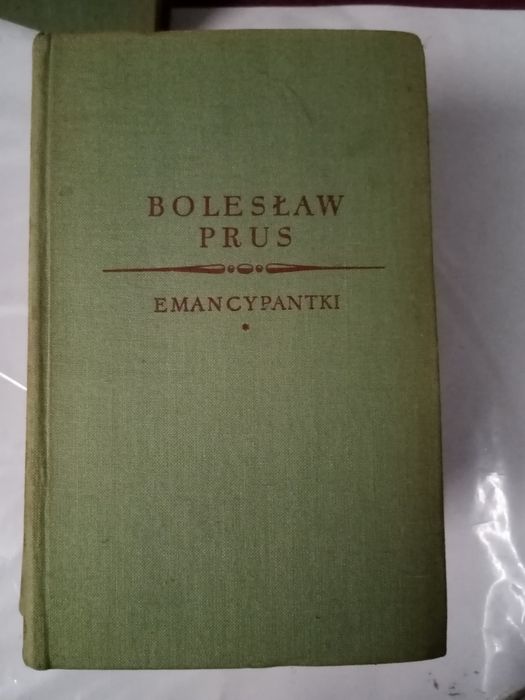 BOLESŁAW
PRUS
EMANCYPANTKI
*